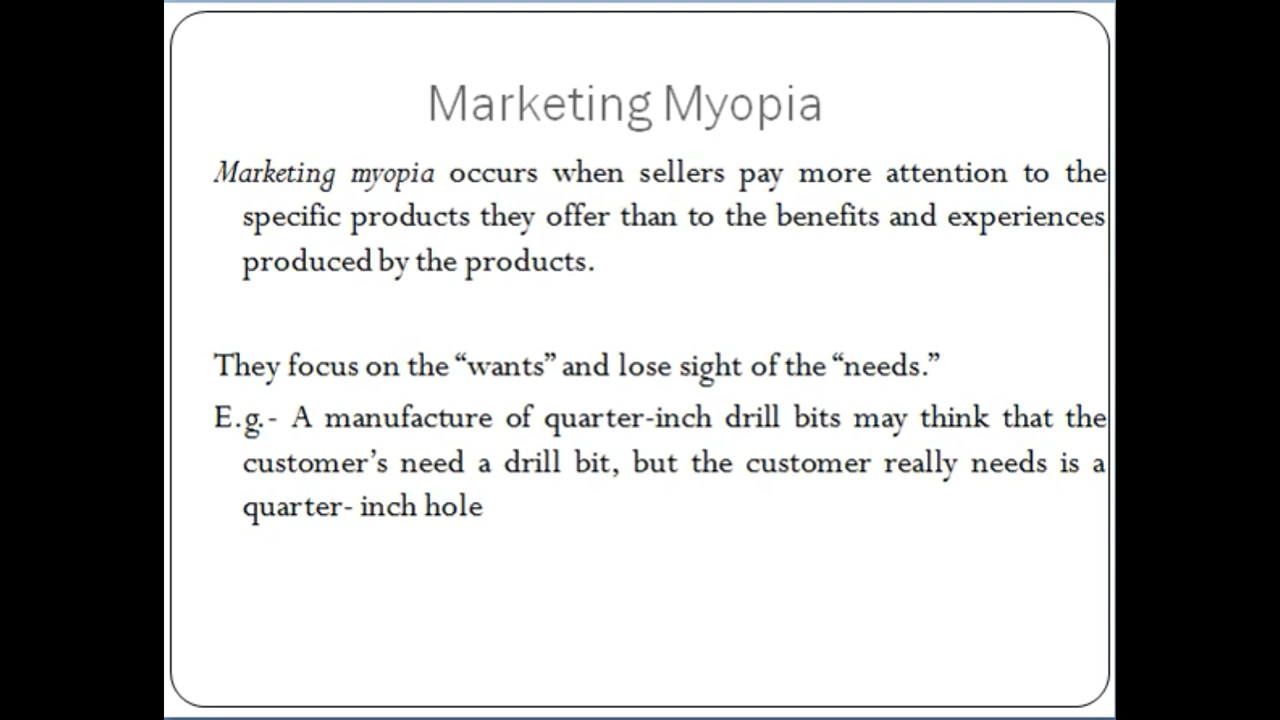 Marketing Myopia
Marketing myopia occurs when sellers pay more attention to the
specific products they offer than to the benefits and experiences
produced by the products.
They focus on the “wants” and lose sight of the “needs.”
E.g.- A manufacture of quarter-inch drill bits may think that the
customer’s need a drill bit, but the customer really needs is a
quarter- inch hole